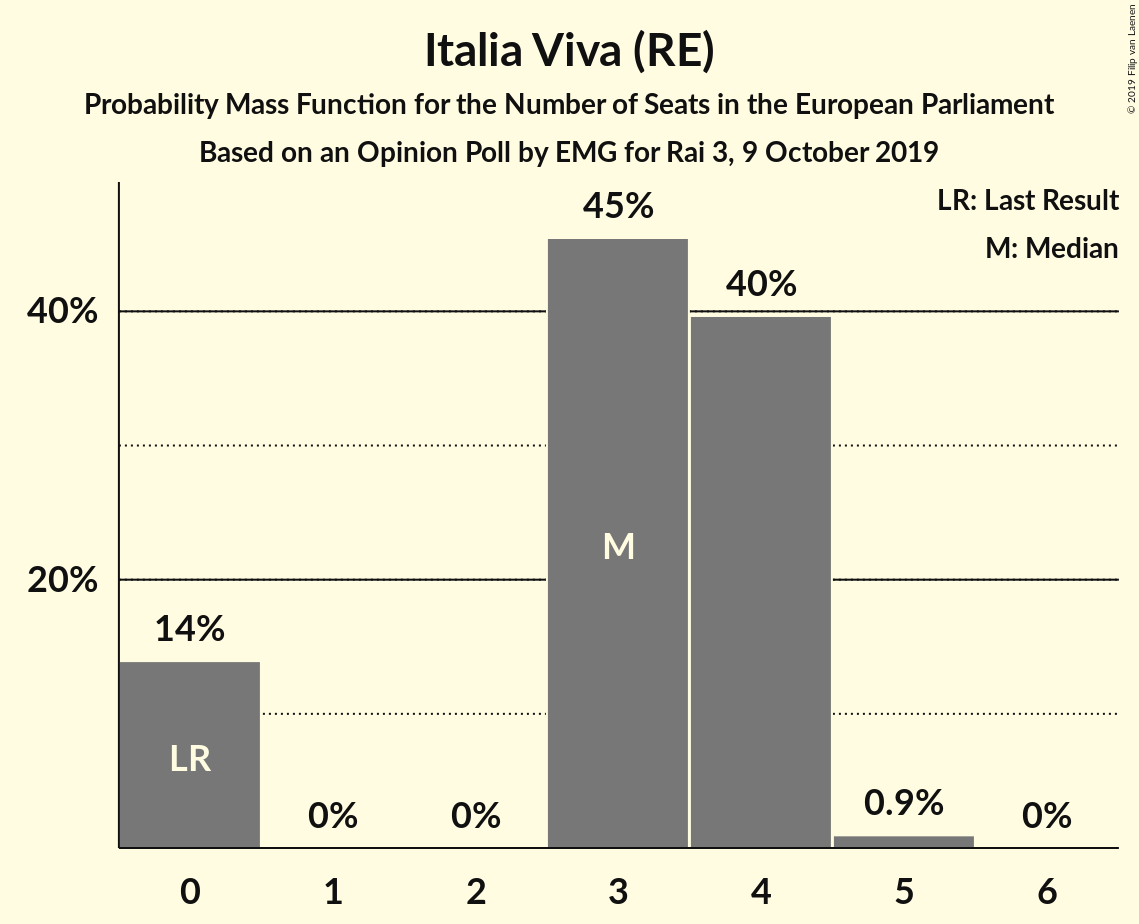 Italia Viva (RE)
Probability Mass Function for the Number of Seats in the European Parliament
Based on an Opinion Poll by EMG for Rai 3, 9 October 2019
© 2019 Filip van Laenen
LR: Last Result
M: Median
45%
40%
40%
M
20%
14%
LR
0%
0%
0.9%
0%
0 1 2 3 4 5 6